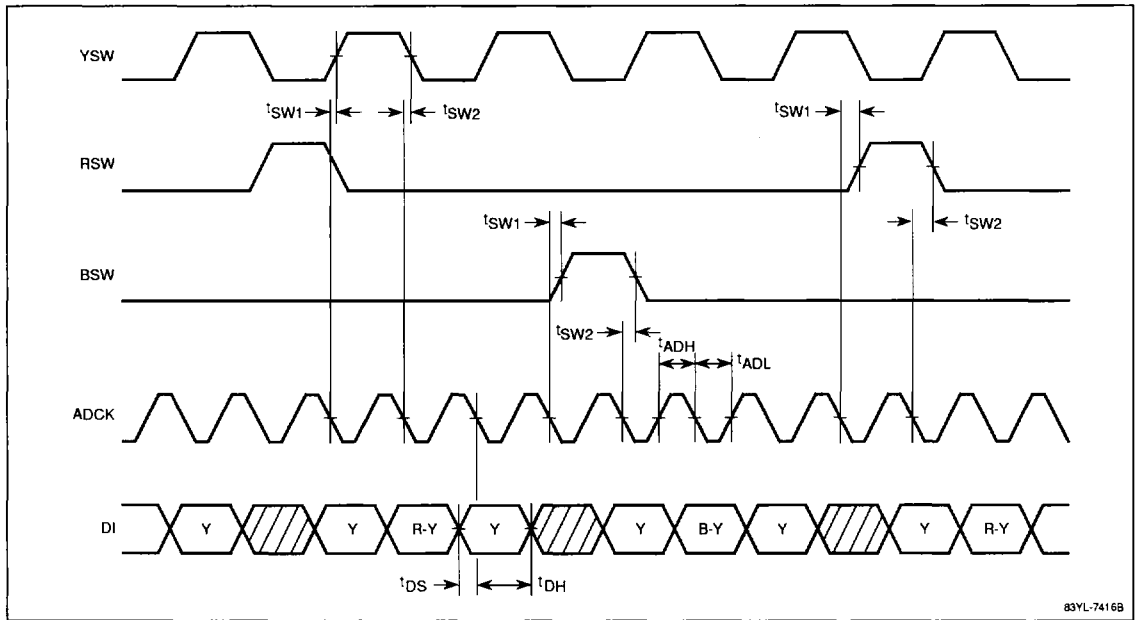 YSW
tSW1 tSW2 tSW1
RSW
tSW1 tSW2
BSW
tSW2 tADH tADL
ADCK
DI Y Y R-Y Y Y B-Y Y Y R-Y
tDS tDH
83YL-7416B